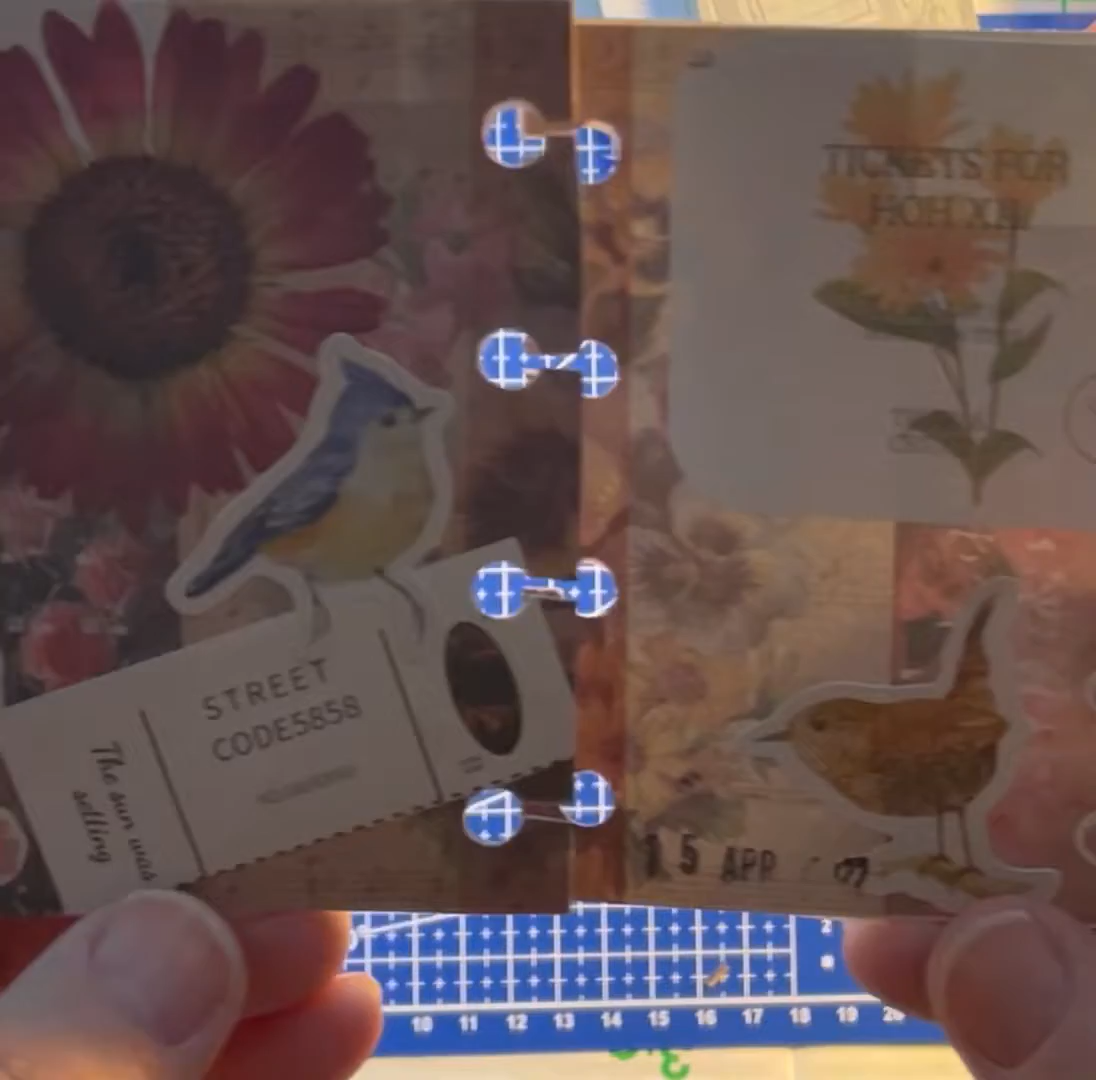 TICKETS FOR
STREET
CODE5858
The sun was
setting
15 APR
2
10 11 12 13 14 15 16 17 18 19 20